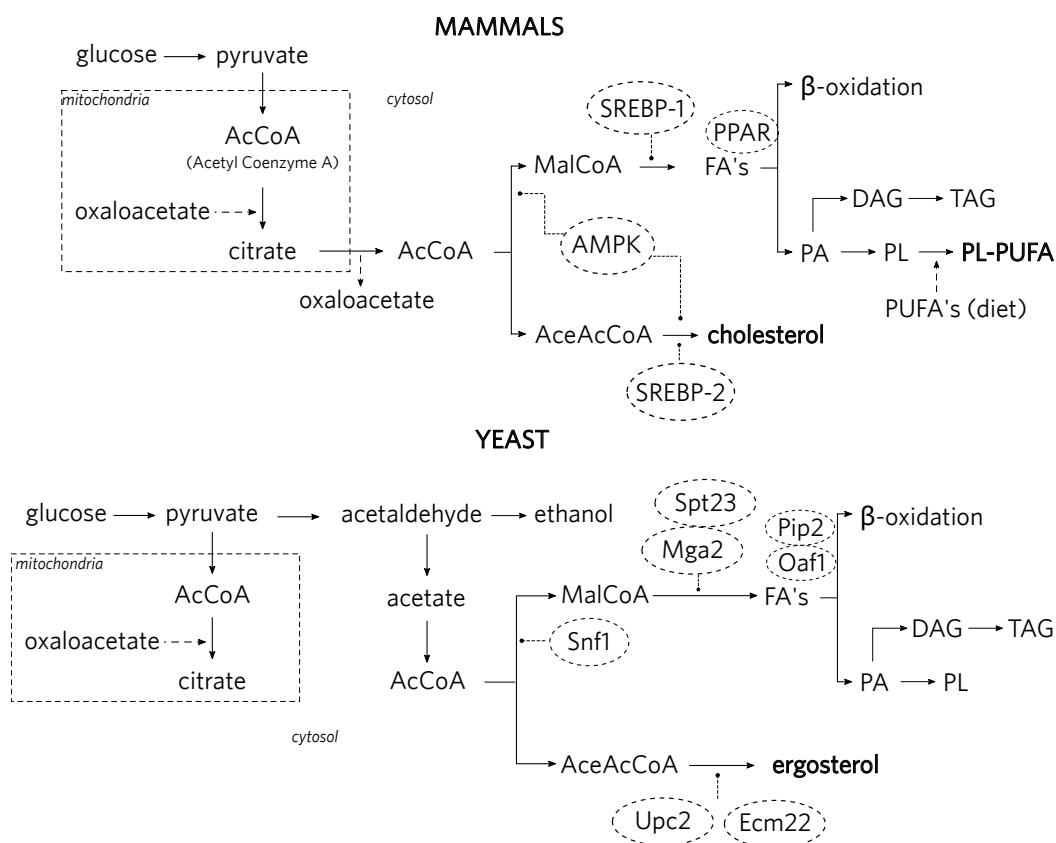 MAMMALS
glucose pyruvate
mitochondria cytosol
AcCoA
(Acetyl Coenzyme A)
oxaloacetate
citrate
AcCoA
oxaloacetate
SREBP-1
MalCoA
FA's
PPAR
β-oxidation
AMPK
DAG TAG
PA PL PL-PUFA
PUFA's (diet)
AceAcCoA cholesterol
SREBP-2
YEAST
glucose pyruvate acetaldehyde ethanol
mitochondria
AcCoA
oxaloacetate
citrate
cytosol
acetate
AcCoA
Spt23
Mga2
MalCoA
FA's
Pip2
Oaf1
β-oxidation
Snf1
DAG TAG
PA PL
AceAcCoA ergosterol
Upc2 Ecm22